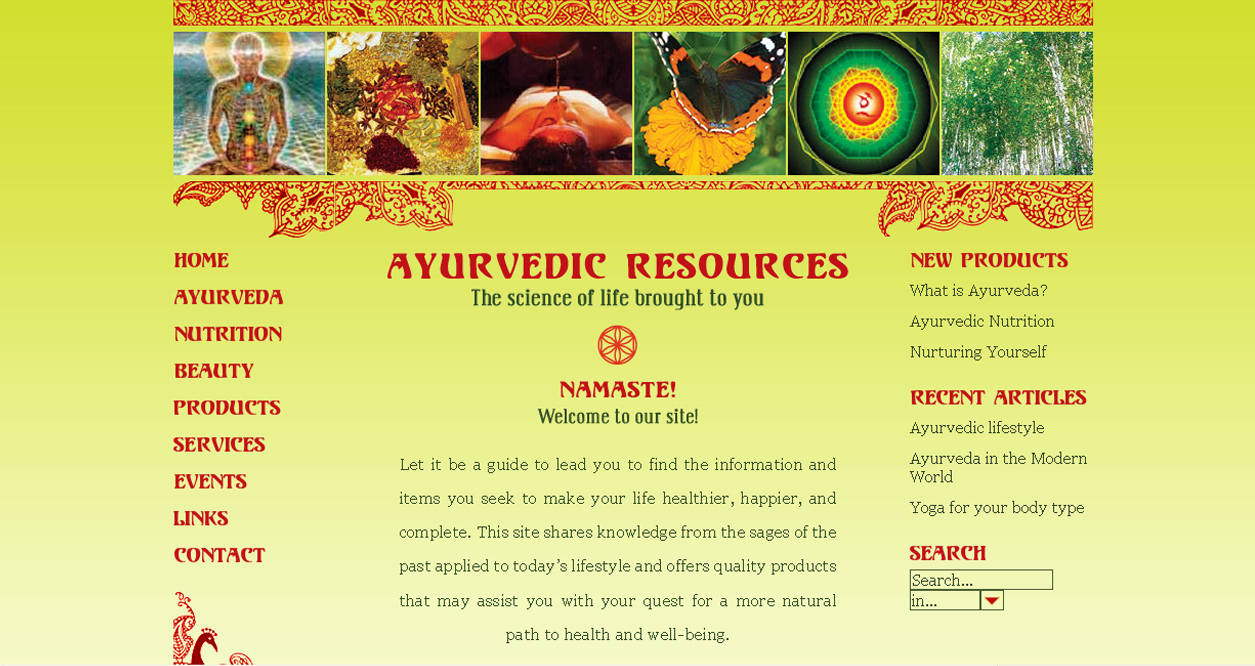 HOME
AYURVEDA
NUTRITION
BEAUTY
PRODUCTS
SERVICES
EVENTS
LINKS
CONTACT
AYURVEDIC RESOURCES
The science of life brought to you
NAMASTE!
Welcome to our site!
Let it be a guide to lead you to find the information and
items you seek to make your life healthier, happier, and
complete. This site shares knowledge from the sages of the
past applied to today’s lifestyle and offers quality products
that may assist you with your quest for a more natural
path to health and well-being.
NEW PRODUCTS
What is Ayurveda?
Ayurvedic Nutrition
Nurturing Yourself
RECENT ARTICLES
Ayurvedic lifestyle
Ayurveda in the Modern
World
Yoga for your body type
SEARCH
Search...
in...